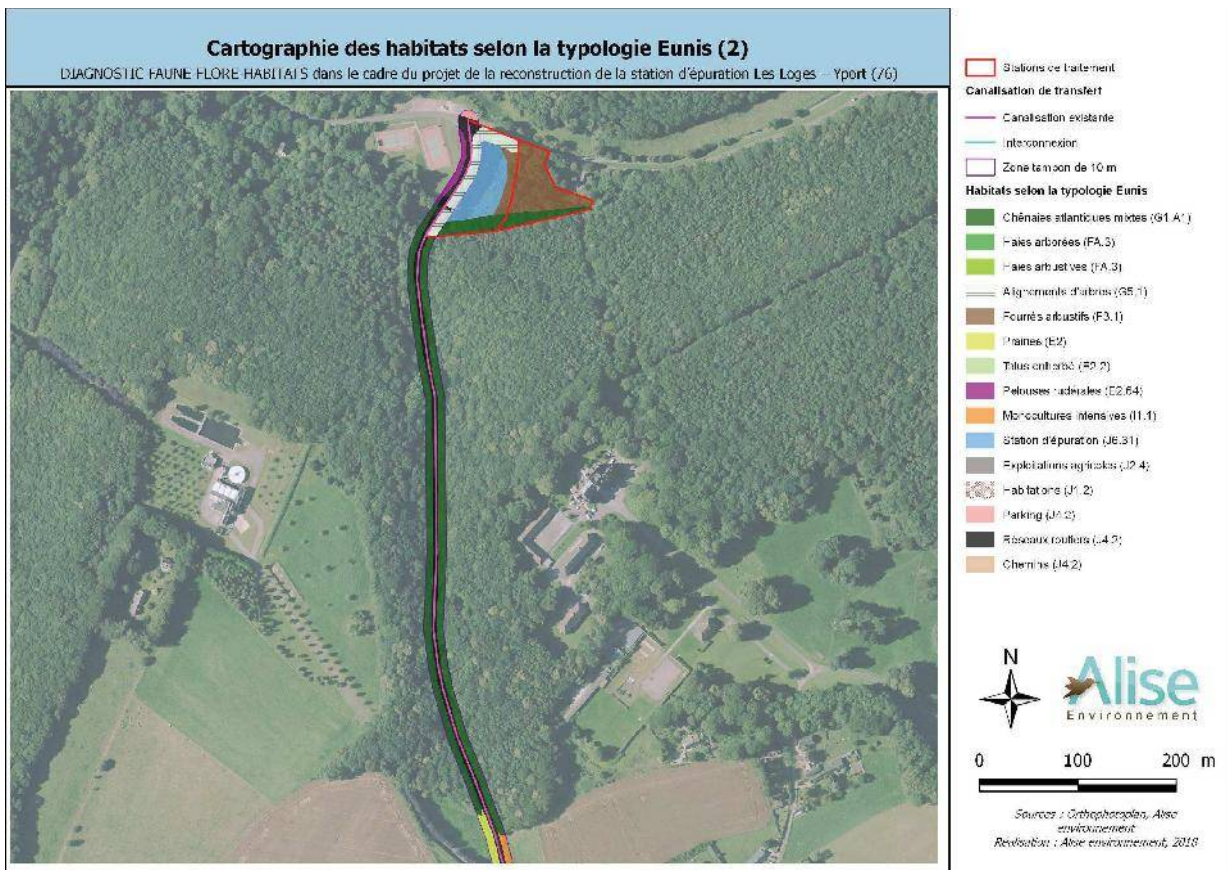 Cartographie des habitats selon la typologie Eunis (2)
DIAGNOSTIC FAUNE FLORE HABITATS dans le cadre du projet de la reconstruction de la station d'épuration Les Loges – Yport (76)
Stations de traitement
Canalisation de transfert
Canalisation existante
Interconnexion
Zone tampon de 10 m
Habitats selon la typologie Eunis
Chênaies atlantiques mixtes (G1.A1)
Haies arborées (FA.3)
Haies arbustives (FA.3)
Alignements d'arbres (G5.1)
Fourrés arbustifs (F3.1)
Prairies (E2)
Talus enherbé (E2.2)
Pelouses rudérales (E2.64)
Monocultures intensives (I1.1)
Station d'épuration (J6.31)
Exploitations agricoles (J2.4)
Habitations (J1.2)
Parking (J4.2)
Réseaux routiers (J4.2)
Chemins (J4.2)
N
Alise
Environnement
0 100 200 m
Sources : Orthophotoplan, Alise
environnement
Réalisation : Alise environnement, 2018